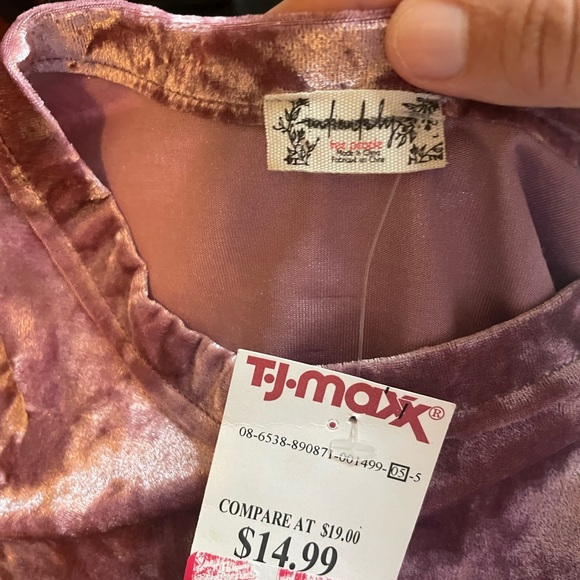 free people
Made in China
Fabriqué en Chine
T·J·maxx®
08-6538-890871-001499-05-5
COMPARE AT $19.00
$14.99